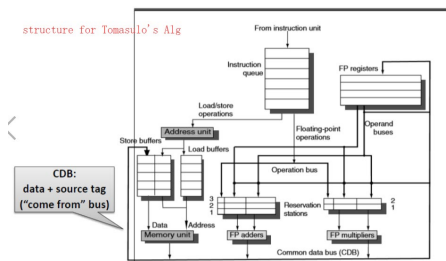 structure for Tomasulo's Alg
From instruction unit
Instruction
queue
FP registers
Load/store
operations
Operand
buses
Floating-point
operations
Address unit
Store buffers
Load buffers
Operation bus
CDB:
data + source tag
("come from" bus)
3
2
1
Reservation
stations
2
1
Data
Address
Memory unit
FP adders
FP multipliers
Common data bus (CDB)